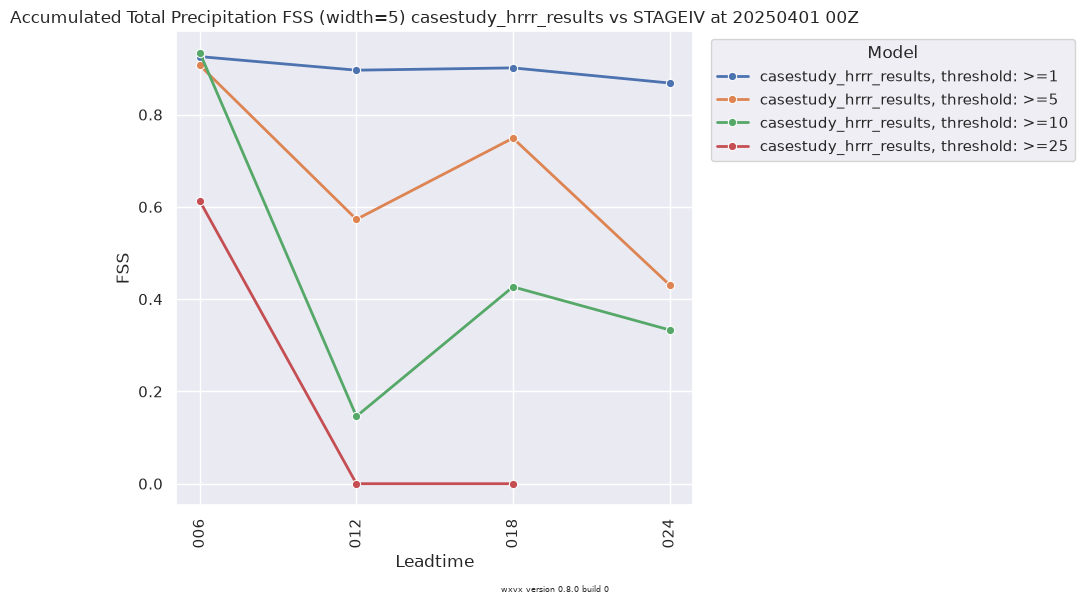 Accumulated Total Precipitation FSS (width=5) casestudy_hrrr_results vs STAGEIV at 20250401 00Z
Model
casestudy_hrrr_results, threshold: >=1
casestudy_hrrr_results, threshold: >=5
casestudy_hrrr_results, threshold: >=10
casestudy_hrrr_results, threshold: >=25
FSS
0.8
0.6
0.4
0.2
0.0
006
012
018
024
Leadtime
wxvx version 0.8.0 build 0